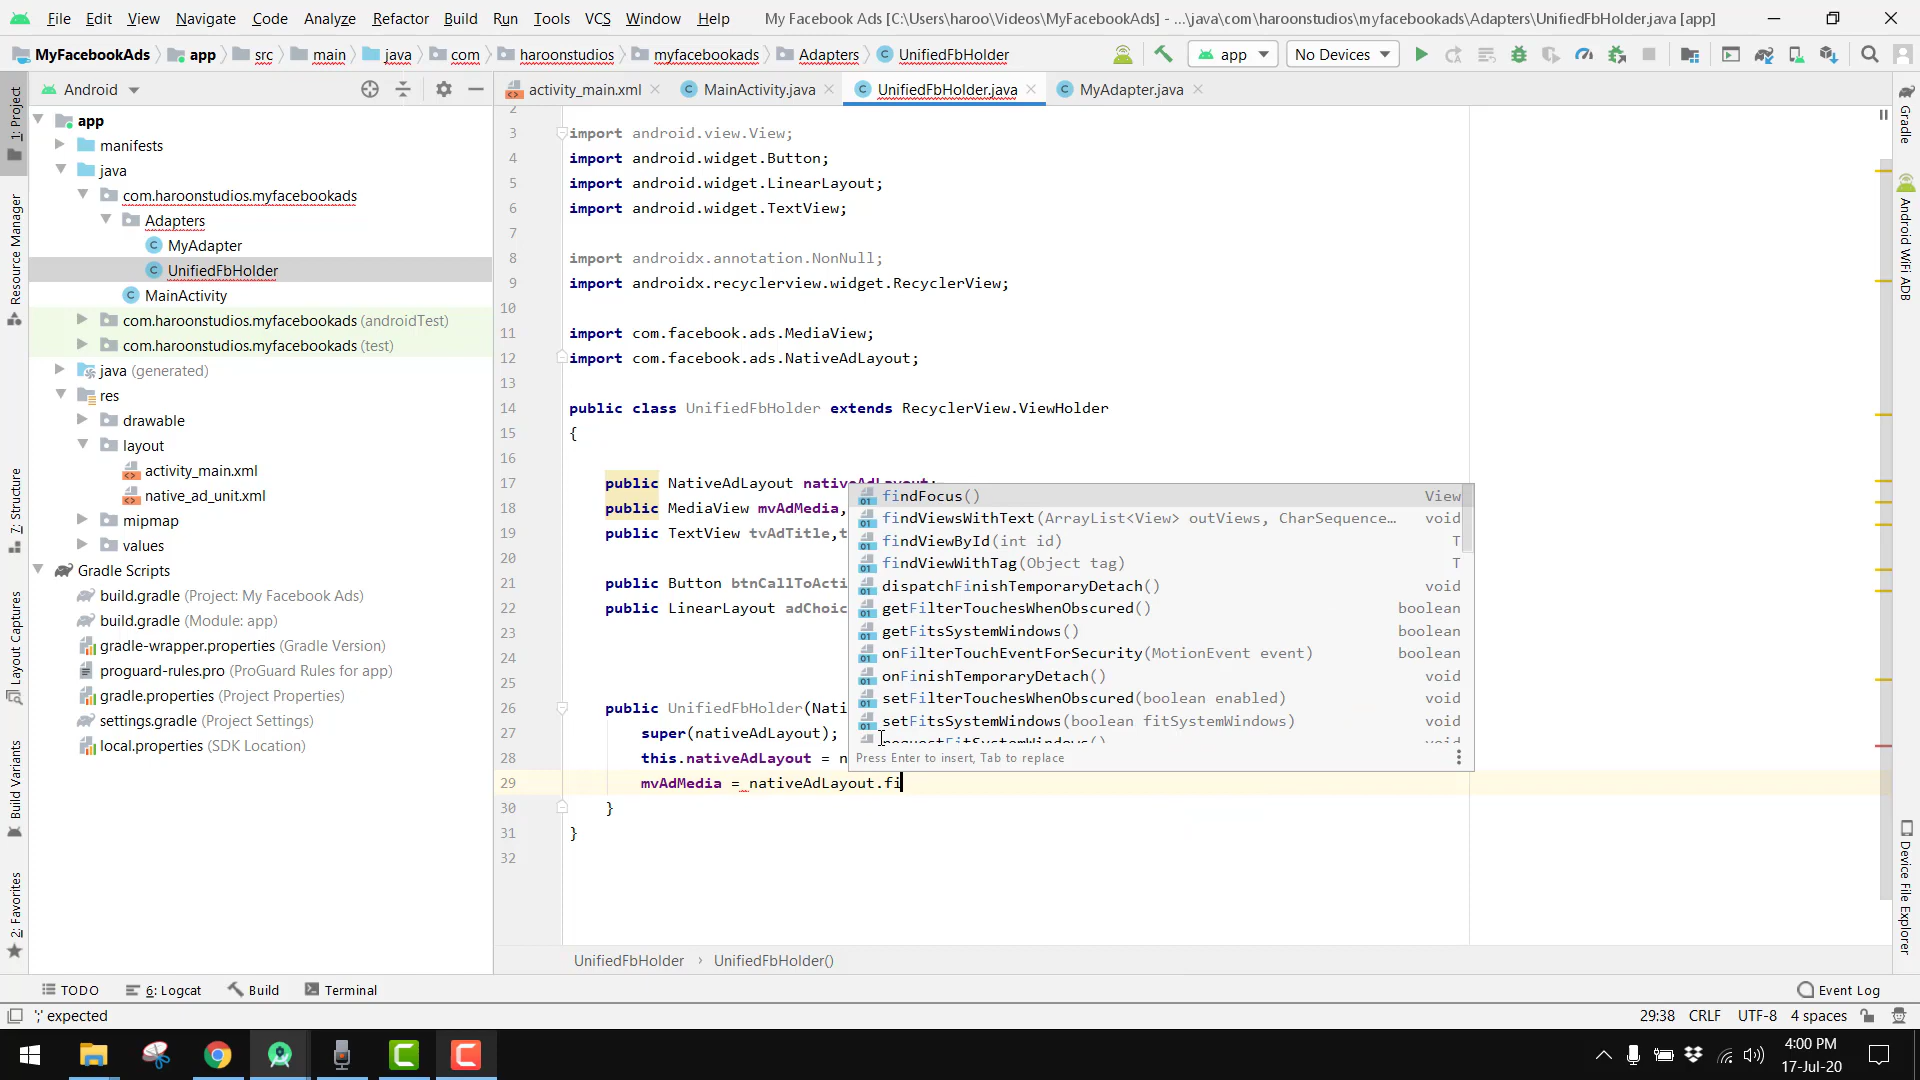 File Edit View Navigate Code Analyze Refactor Build Run Tools VCS Window Help My Facebook Ads [C:\Users\haroo\Videos\MyFacebookAds] - ...\java\com\haroonstudios\myfacebookads\Adapters\UnifiedFbHolder.java [app]
MyFacebookAds app src main java com haroonstudios myfacebookads Adapters UnifiedFbHolder app No Devices
Android
activity_main.xml MainActivity.java UnifiedFbHolder.java MyAdapter.java
1: Project
Resource Manager
7: Structure
Layout Captures
Build Variants
2: Favorites
app
manifests
java
com.haroonstudios.myfacebookads
Adapters
MyAdapter
UnifiedFbHolder
MainActivity
com.haroonstudios.myfacebookads (androidTest)
com.haroonstudios.myfacebookads (test)
java (generated)
res
drawable
layout
activity_main.xml
native_ad_unit.xml
mipmap
values
Gradle Scripts
build.gradle (Project: My Facebook Ads)
build.gradle (Module: app)
gradle-wrapper.properties (Gradle Version)
proguard-rules.pro (ProGuard Rules for app)
gradle.properties (Project Properties)
settings.gradle (Project Settings)
local.properties (SDK Location)
2
3 import android.view.View;
4 import android.widget.Button;
5 import android.widget.LinearLayout;
6 import android.widget.TextView;
7
8 import androidx.annotation.NonNull;
9 import androidx.recyclerview.widget.RecyclerView;
10
11 import com.facebook.ads.MediaView;
12 import com.facebook.ads.NativeAdLayout;
13
14 public class UnifiedFbHolder extends RecyclerView.ViewHolder
15 {
16
17 public NativeAdLayout nativeAdLayout;
18 public MediaView mvAdMedia,
19 public TextView tvAdTitle,t
20
21 public Button btnCallToActi
22 public LinearLayout adChoic
23
24
25
26 public UnifiedFbHolder(Nati
27 super(nativeAdLayout);
28 this.nativeAdLayout = n
29 mvAdMedia = nativeAdLayout.fi
30 }
31 }
32
findFocus() View
findViewsWithText(ArrayList<View> outViews, CharSequence… void
findViewById(int id) T
findViewWithTag(Object tag) T
dispatchFinishTemporaryDetach() void
getFilterTouchesWhenObscured() boolean
getFitsSystemWindows() boolean
onFilterTouchEventForSecurity(MotionEvent event) boolean
onFinishTemporaryDetach() void
setFilterTouchesWhenObscured(boolean enabled) void
setFitsSystemWindows(boolean fitSystemWindows) void
requestFitSystemWindows() void
Press Enter to insert, Tab to replace
Gradle
Android WiFi ADB
Device File Explorer
UnifiedFbHolder › UnifiedFbHolder()
TODO 6: Logcat Build Terminal Event Log
';' expected 29:38 CRLF UTF-8 4 spaces
4:00 PM
17-Jul-20